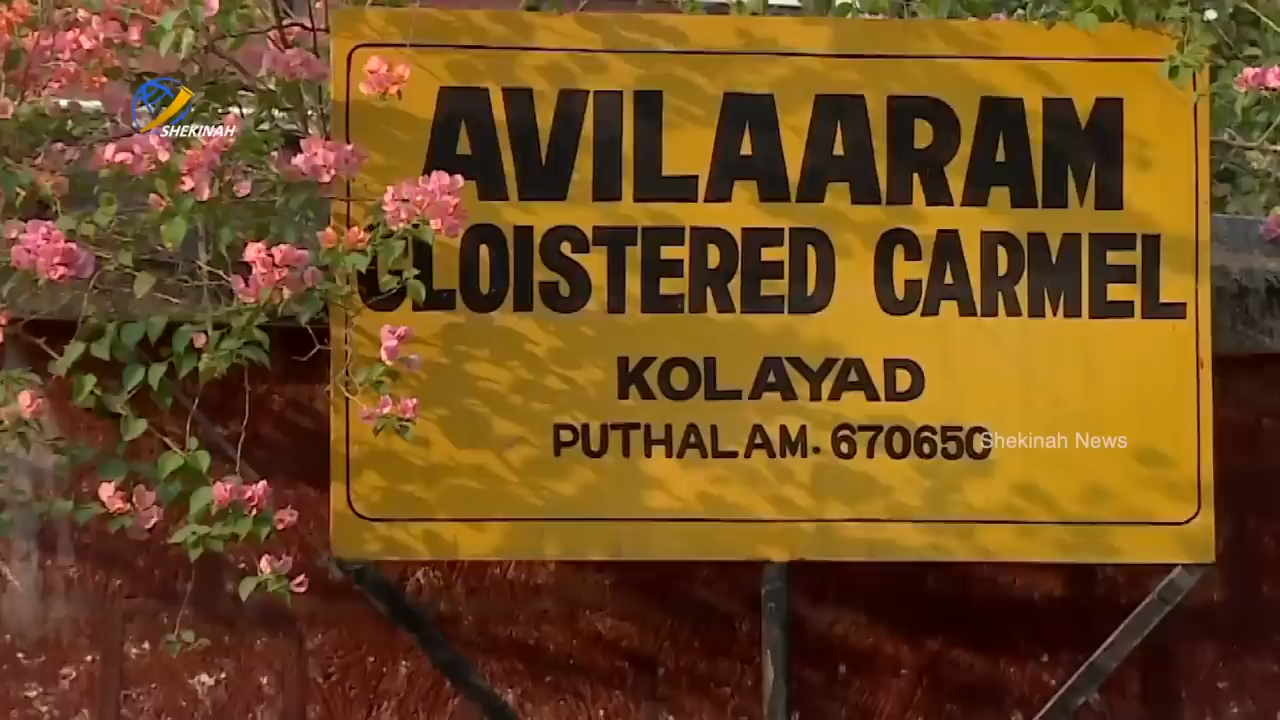 SHEKINAH
AVILAARAM
CLOISTERED CARMEL
KOLAYAD
PUTHALAM. 670650
Shekinah News